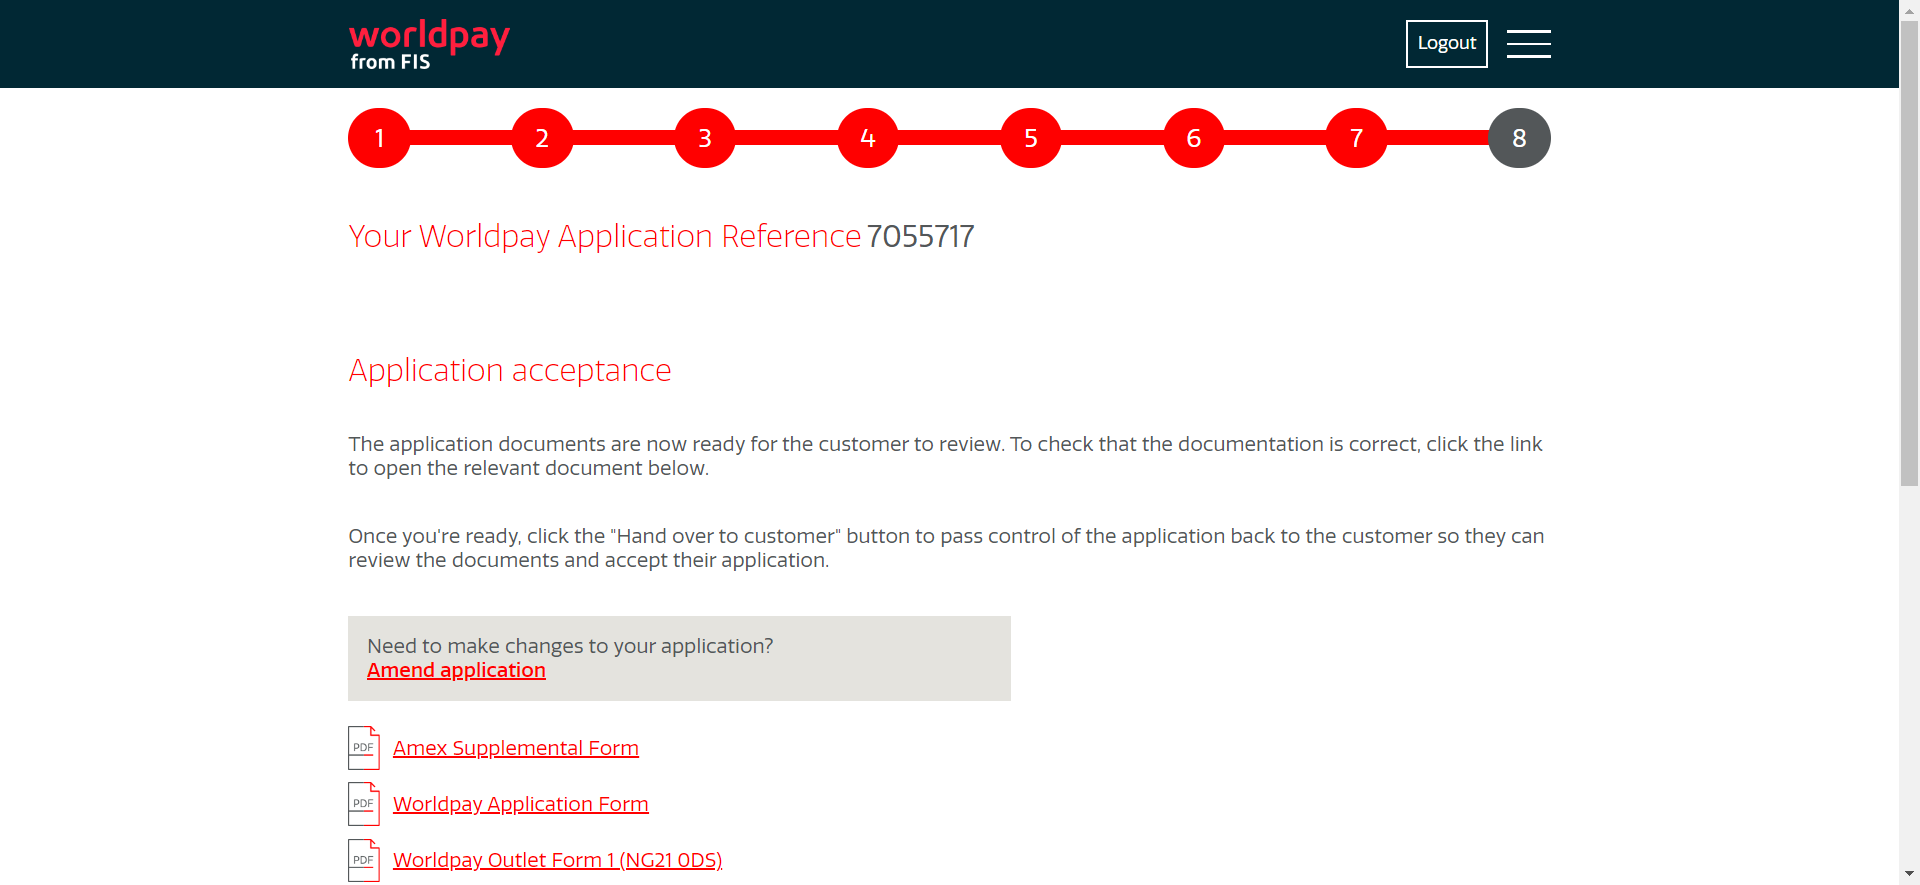 worldpay
from FIS
Logout
1 2 3 4 5 6 7 8
Your Worldpay Application Reference 7055717
Application acceptance
The application documents are now ready for the customer to review. To check that the documentation is correct, click the link
to open the relevant document below.
Once you're ready, click the "Hand over to customer" button to pass control of the application back to the customer so they can
review the documents and accept their application.
Need to make changes to your application?
Amend application
PDF Amex Supplemental Form
PDF Worldpay Application Form
PDF Worldpay Outlet Form 1 (NG21 0DS)